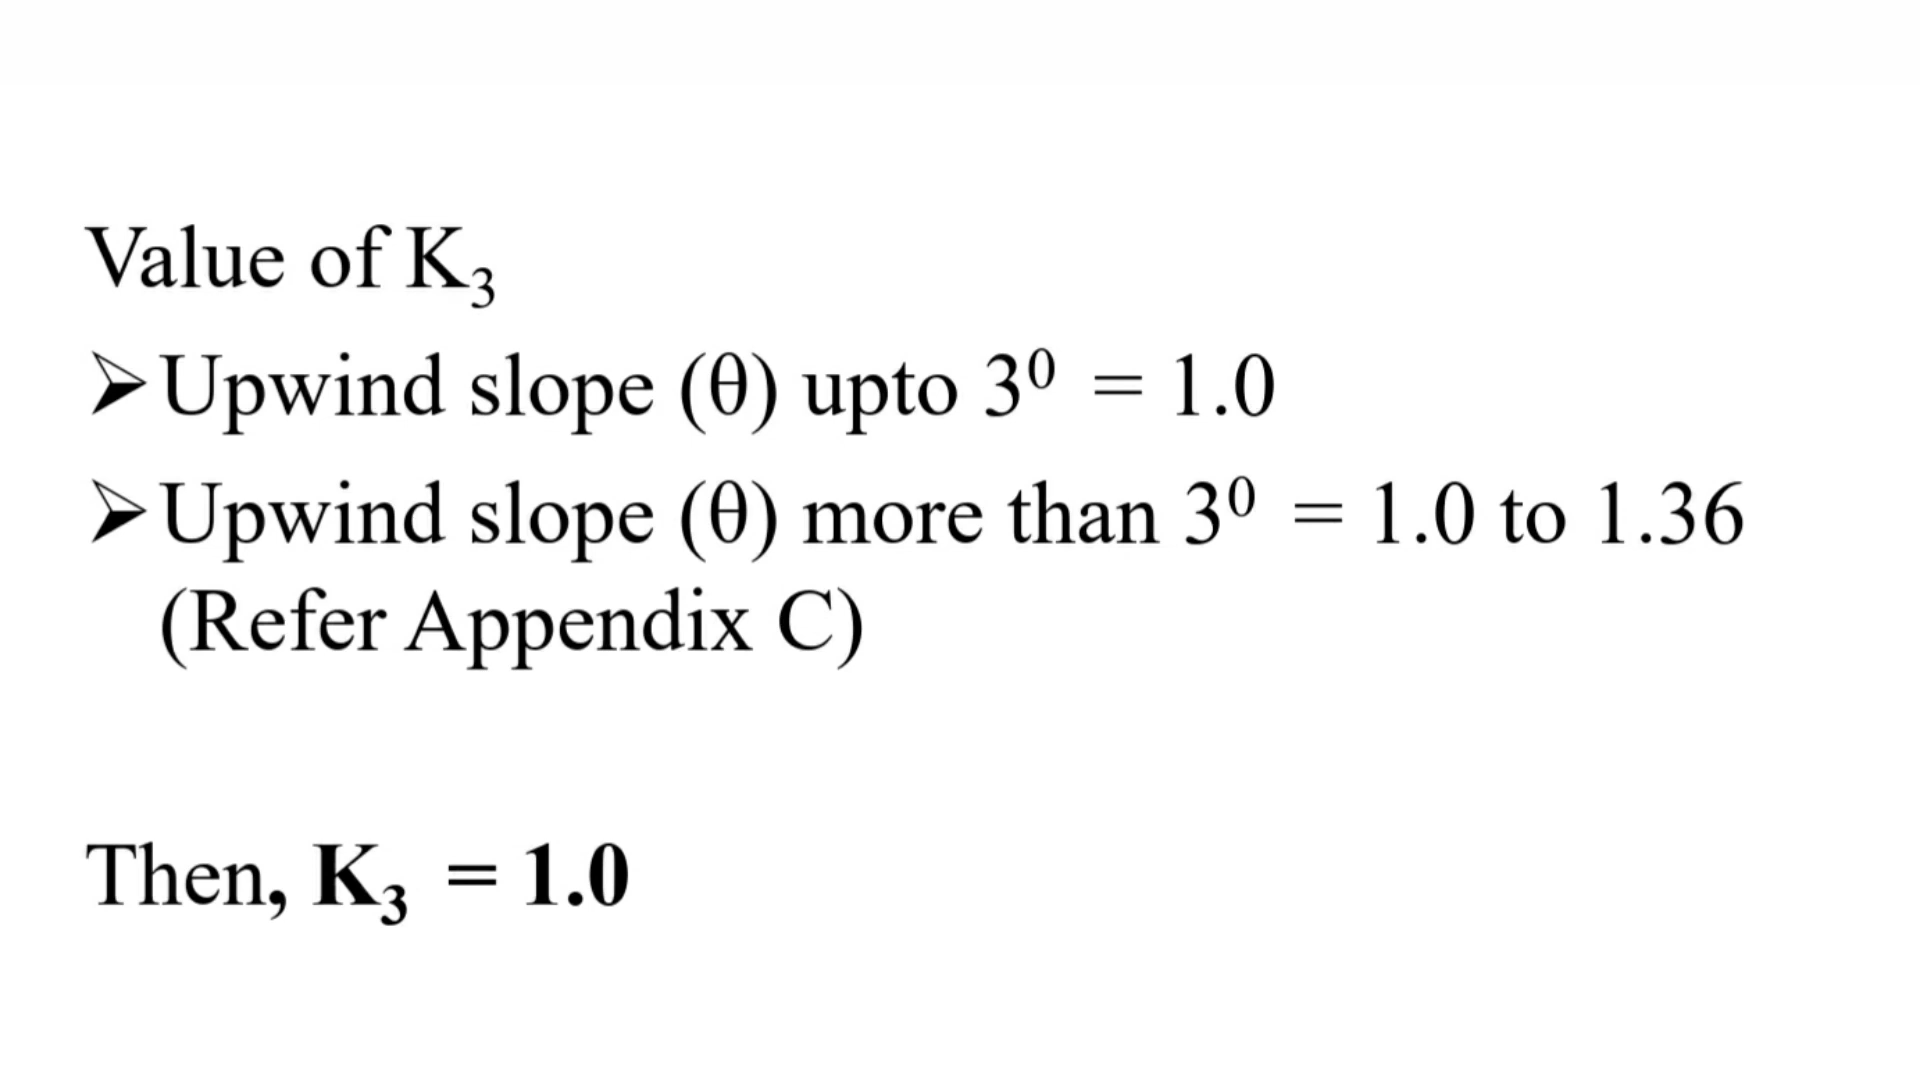 Value of K₃
➢Upwind slope (θ) upto 3⁰ = 1.0
➢Upwind slope (θ) more than 3⁰ = 1.0 to 1.36
(Refer Appendix C)
Then, K₃ = 1.0